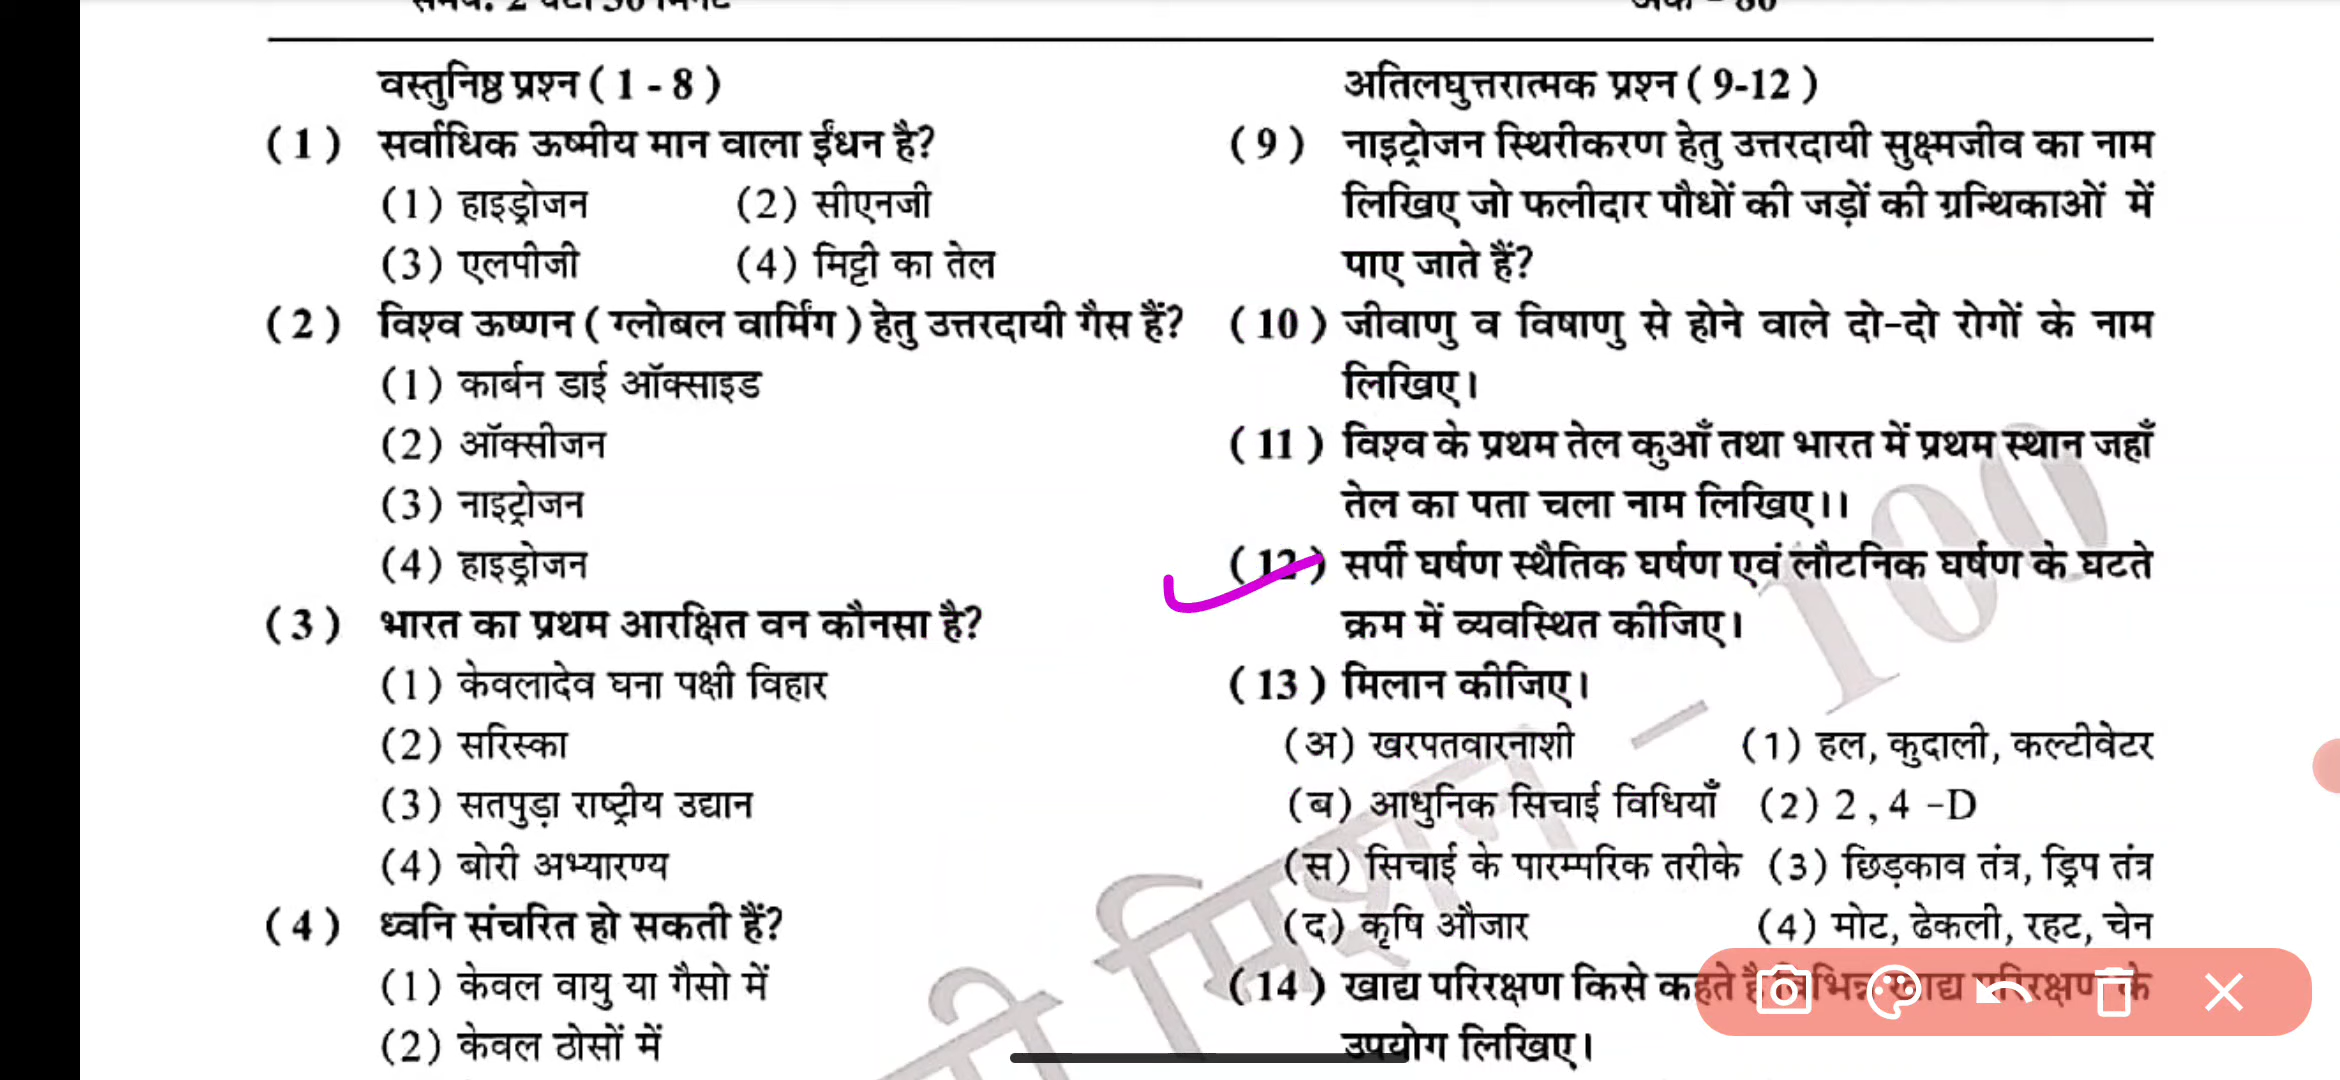 वस्तुनिष्ठ प्रश्न ( 1 - 8 )
( 1 ) सर्वाधिक ऊष्मीय मान वाला ईंधन है?
(1) हाइड्रोजन (2) सीएनजी
(3) एलपीजी (4) मिट्टी का तेल
( 2 ) विश्व ऊष्णन ( ग्लोबल वार्मिंग ) हेतु उत्तरदायी गैस हैं?
(1) कार्बन डाई ऑक्साइड
(2) ऑक्सीजन
(3) नाइट्रोजन
(4) हाइड्रोजन
( 3 ) भारत का प्रथम आरक्षित वन कौनसा है?
(1) केवलादेव घना पक्षी विहार
(2) सरिस्का
(3) सतपुड़ा राष्ट्रीय उद्यान
(4) बोरी अभ्यारण्य
( 4 ) ध्वनि संचरित हो सकती हैं?
(1) केवल वायु या गैसो में
(2) केवल ठोसों में
अतिलघुत्तरात्मक प्रश्न ( 9-12 )
( 9 ) नाइट्रोजन स्थिरीकरण हेतु उत्तरदायी सुक्ष्मजीव का नाम
लिखिए जो फलीदार पौधों की जड़ों की ग्रन्थिकाओं में
पाए जाते हैं?
( 10 ) जीवाणु व विषाणु से होने वाले दो-दो रोगों के नाम
लिखिए।
( 11 ) विश्व के प्रथम तेल कुआँ तथा भारत में प्रथम स्थान जहाँ
तेल का पता चला नाम लिखिए।।
( 12 ) सर्पी घर्षण स्थैतिक घर्षण एवं लौटनिक घर्षण के घटते
क्रम में व्यवस्थित कीजिए।
( 13 ) मिलान कीजिए।
(अ) खरपतवारनाशी (1) हल, कुदाली, कल्टीवेटर
(ब) आधुनिक सिचाई विधियाँ (2) 2 , 4 -D
(स) सिचाई के पारम्परिक तरीके (3) छिड़काव तंत्र, ड्रिप तंत्र
(द) कृषि औजार (4) मोट, ढेकली, रहट, चेन
( 14 ) खाद्य परिरक्षण किसे कहते है विभिन्न खाद्य परिरक्षण के
उपयोग लिखिए।
मिशन - 100